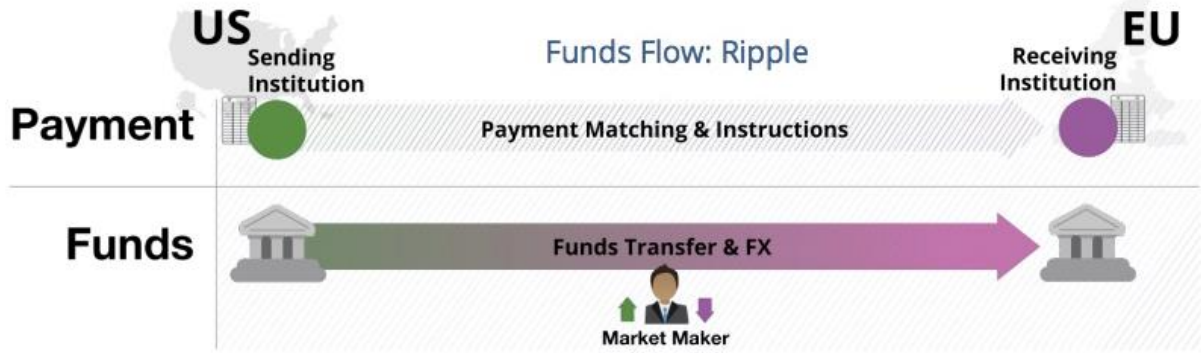 US
EU
Funds Flow: Ripple
Sending
Institution
Receiving
Institution
Payment
Payment Matching & Instructions
Funds
Funds Transfer & FX
Market Maker